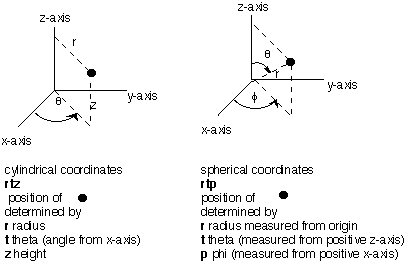 z-axis
r
θ
z
y-axis
x-axis
cylindrical coordinates
rtz
position of
determined by
r radius
t theta (angle from x-axis)
z height
z-axis
θ
r
y-axis
ϕ
x-axis
spherical coordinates
rtp
position of
determined by
r radius measured from origin
t theta (measured from positive z-axis)
p phi (measured from positive x-axis)